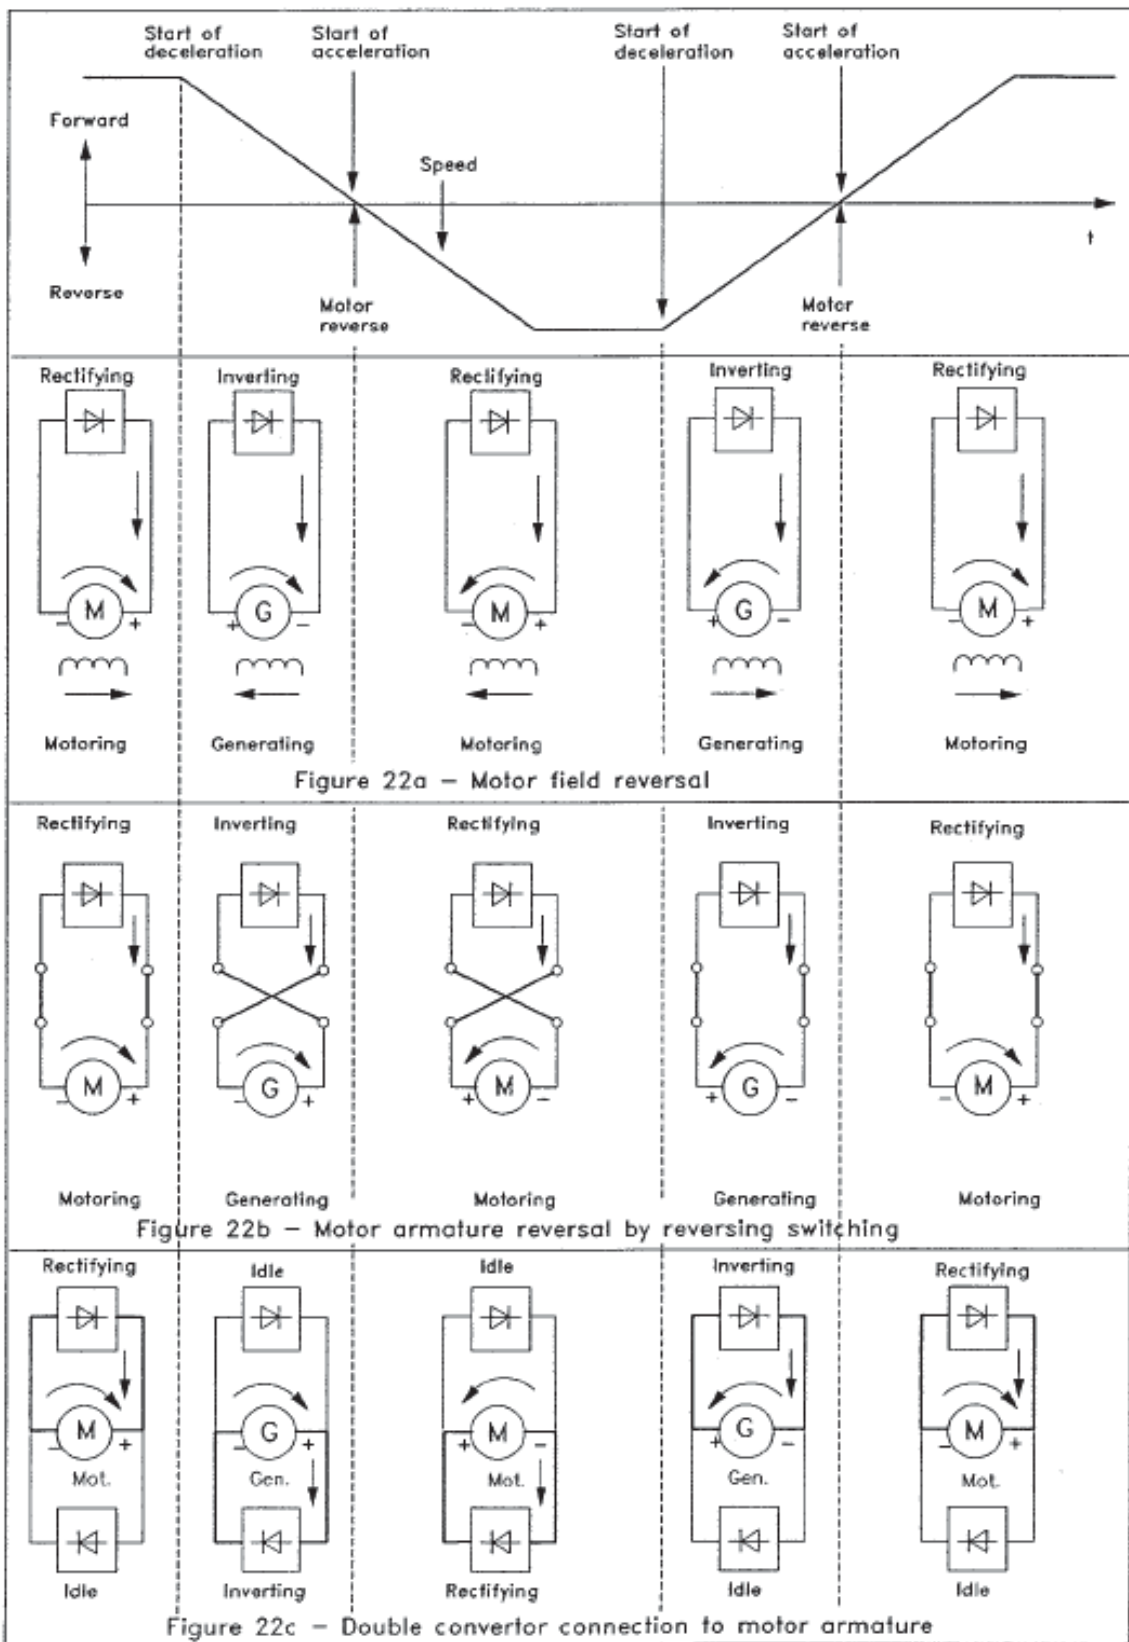 Start of deceleration
Start of acceleration
Start of deceleration
Start of acceleration
Forward
Speed
t
Reverse
Motor reverse
Motor reverse
Rectifying
Inverting
Rectifying
Inverting
Rectifying
M
G
M
G
M
- +
+ -
- +
+ -
- +
Motoring
Generating
Motoring
Generating
Motoring
Figure 22a - Motor field reversal
Rectifying
Inverting
Rectifying
Inverting
Rectifying
M
G
M
G
M
- +
- +
+ -
+ -
- +
Motoring
Generating
Motoring
Generating
Motoring
Figure 22b - Motor armature reversal by reversing switching
Rectifying
Idle
Idle
Inverting
Rectifying
M
G
M
G
M
- +
- +
+ -
+ -
- +
Mot.
Gen.
Mot.
Gen.
Mot.
Idle
Inverting
Rectifying
Idle
Idle
Figure 22c - Double convertor connection to motor armature